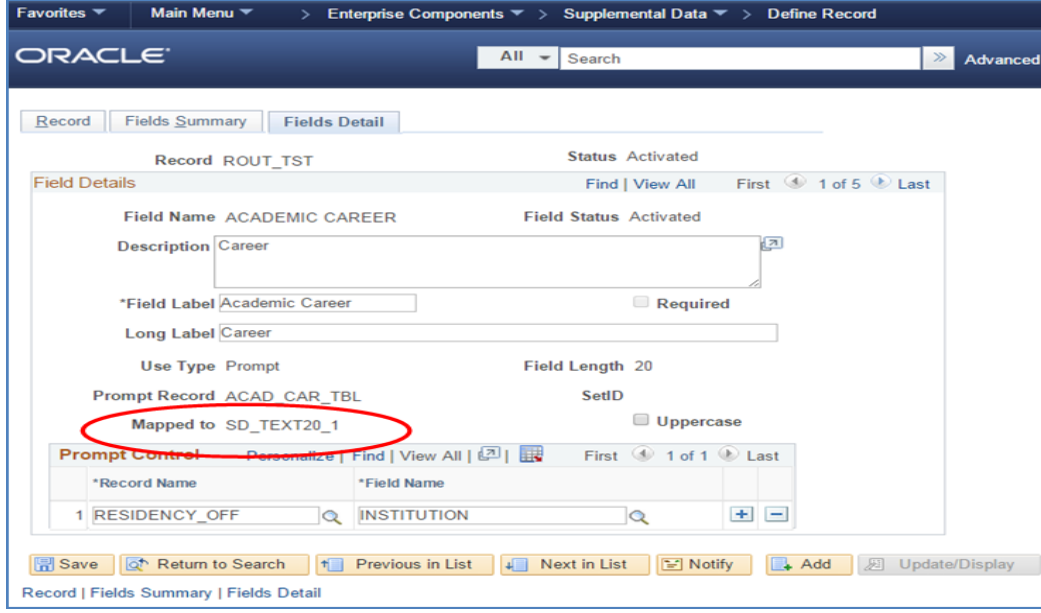 Favorites Main Menu > Enterprise Components > Supplemental Data > Define Record
ORACLE All Search » Advanced
Record Fields Summary Fields Detail
Record ROUT_TST Status Activated
Field Details Find | View All First 1 of 5 Last
Field Name ACADEMIC CAREER Field Status Activated
Description Career
*Field Label Academic Career Required
Long Label Career
Use Type Prompt Field Length 20
Prompt Record ACAD_CAR_TBL SetID
Mapped to SD_TEXT20_1 Uppercase
Prompt Control Personalize | Find | View All | | First 1 of 1 Last
*Record Name *Field Name
1 RESIDENCY_OFF INSTITUTION + −
Save Return to Search Previous in List Next in List Notify Add Update/Display
Record | Fields Summary | Fields Detail